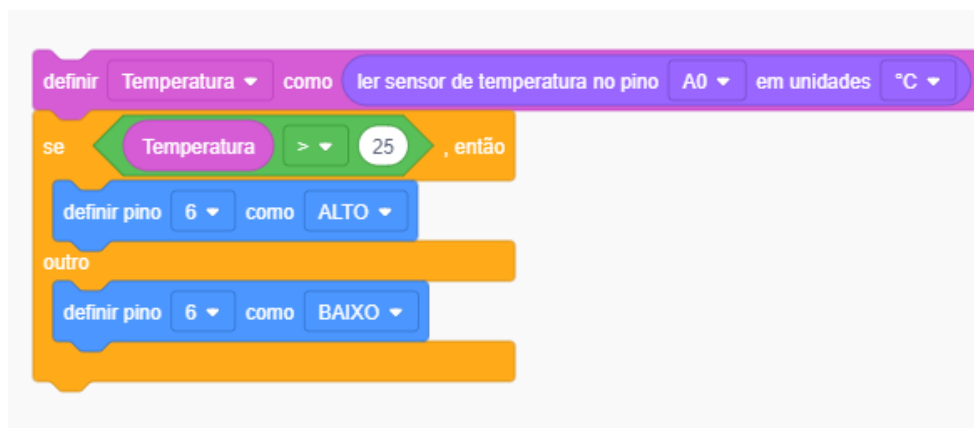 definir Temperatura como ler sensor de temperatura no pino A0 em unidades °C
se Temperatura > 25 , então
definir pino 6 como ALTO
outro
definir pino 6 como BAIXO